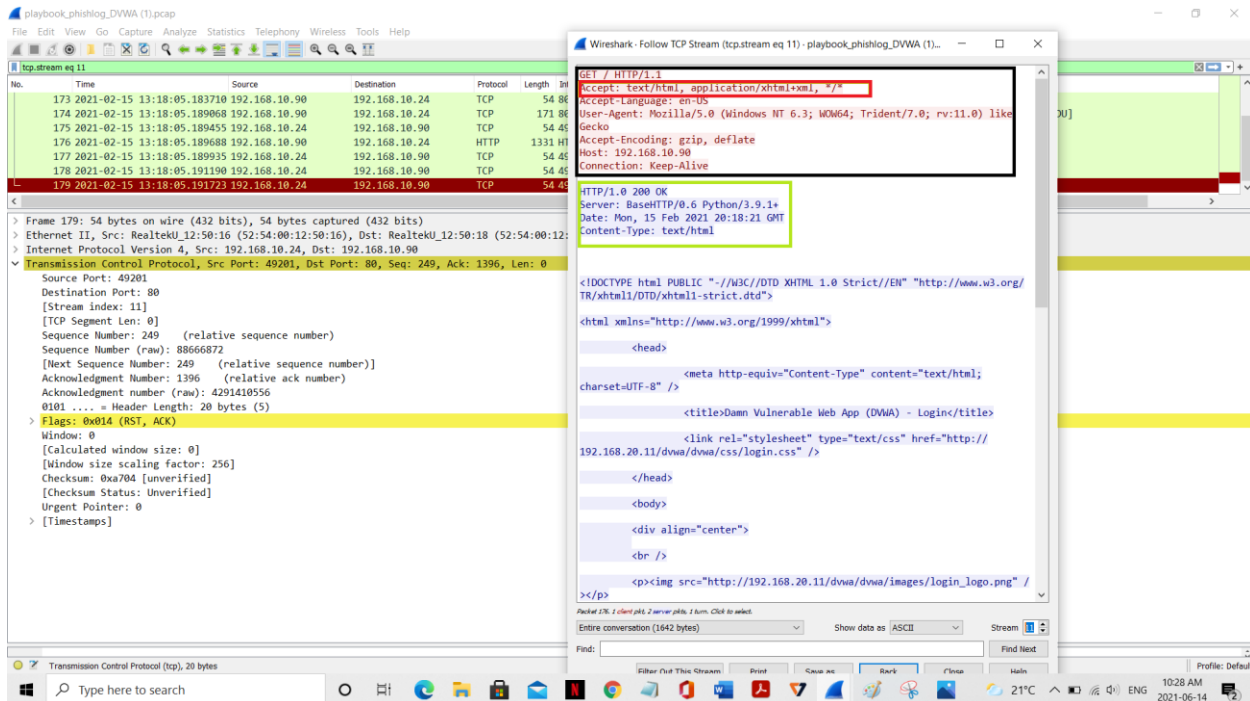 playbook_phishlog_DVWA (1).pcap
File Edit View Go Capture Analyze Statistics Telephony Wireless Tools Help
tcp.stream eq 11
No. Time Source Destination Protocol Length
173 2021-02-15 13:18:05.183710 192.168.10.90 192.168.10.24 TCP 54
174 2021-02-15 13:18:05.189068 192.168.10.90 192.168.10.24 TCP 171
175 2021-02-15 13:18:05.189455 192.168.10.24 192.168.10.90 TCP 54
176 2021-02-15 13:18:05.189688 192.168.10.90 192.168.10.24 HTTP 1331
177 2021-02-15 13:18:05.189935 192.168.10.24 192.168.10.90 TCP 54
178 2021-02-15 13:18:05.191190 192.168.10.24 192.168.10.90 TCP 54
179 2021-02-15 13:18:05.191723 192.168.10.24 192.168.10.90 TCP 54
> Frame 179: 54 bytes on wire (432 bits), 54 bytes captured (432 bits)
> Ethernet II, Src: RealtekU_12:50:16 (52:54:00:12:50:16), Dst: RealtekU_12:50:18 (52:54:00:12:
> Internet Protocol Version 4, Src: 192.168.10.24, Dst: 192.168.10.90
Transmission Control Protocol, Src Port: 49201, Dst Port: 80, Seq: 249, Ack: 1396, Len: 0
Source Port: 49201
Destination Port: 80
[Stream index: 11]
[TCP Segment Len: 0]
Sequence Number: 249 (relative sequence number)
Sequence Number (raw): 88666872
[Next Sequence Number: 249 (relative sequence number)]
Acknowledgment Number: 1396 (relative ack number)
Acknowledgment number (raw): 4291410556
0101 .... = Header Length: 20 bytes (5)
> Flags: 0x014 (RST, ACK)
Window: 0
[Calculated window size: 0]
[Window size scaling factor: 256]
Checksum: 0xa704 [unverified]
[Checksum Status: Unverified]
Urgent Pointer: 0
> [Timestamps]
Wireshark · Follow TCP Stream (tcp.stream eq 11) · playbook_phishlog_DVWA (1)...
GET / HTTP/1.1
Accept: text/html, application/xhtml+xml, */*
Accept-Language: en-US
User-Agent: Mozilla/5.0 (Windows NT 6.3; WOW64; Trident/7.0; rv:11.0) like
Gecko
Accept-Encoding: gzip, deflate
Host: 192.168.10.90
Connection: Keep-Alive
HTTP/1.0 200 OK
Server: BaseHTTP/0.6 Python/3.9.1+
Date: Mon, 15 Feb 2021 20:18:21 GMT
Content-Type: text/html
<!DOCTYPE html PUBLIC "-//W3C//DTD XHTML 1.0 Strict//EN" "http://www.w3.org/
TR/xhtml1/DTD/xhtml1-strict.dtd">
<html xmlns="http://www.w3.org/1999/xhtml">
<head>
<meta http-equiv="Content-Type" content="text/html;
charset=UTF-8" />
<title>Damn Vulnerable Web App (DVWA) - Login</title>
<link rel="stylesheet" type="text/css" href="http://
192.168.20.11/dvwa/dvwa/css/login.css" />
</head>
<body>
<div align="center">
<br />
<p><img src="http://192.168.20.11/dvwa/dvwa/images/login_logo.png" /
></p>
Packet 176. 1 client pkt, 2 server pkts, 1 turn. Click to select.
Entire conversation (1642 bytes) Show data as ASCII Stream 11
Find: Find Next
Filter Out This Stream Print Save as... Back Close Help
Transmission Control Protocol (tcp), 20 bytes
Profile: Defaul
Type here to search
21°C ENG 10:28 AM
2021-06-14
2